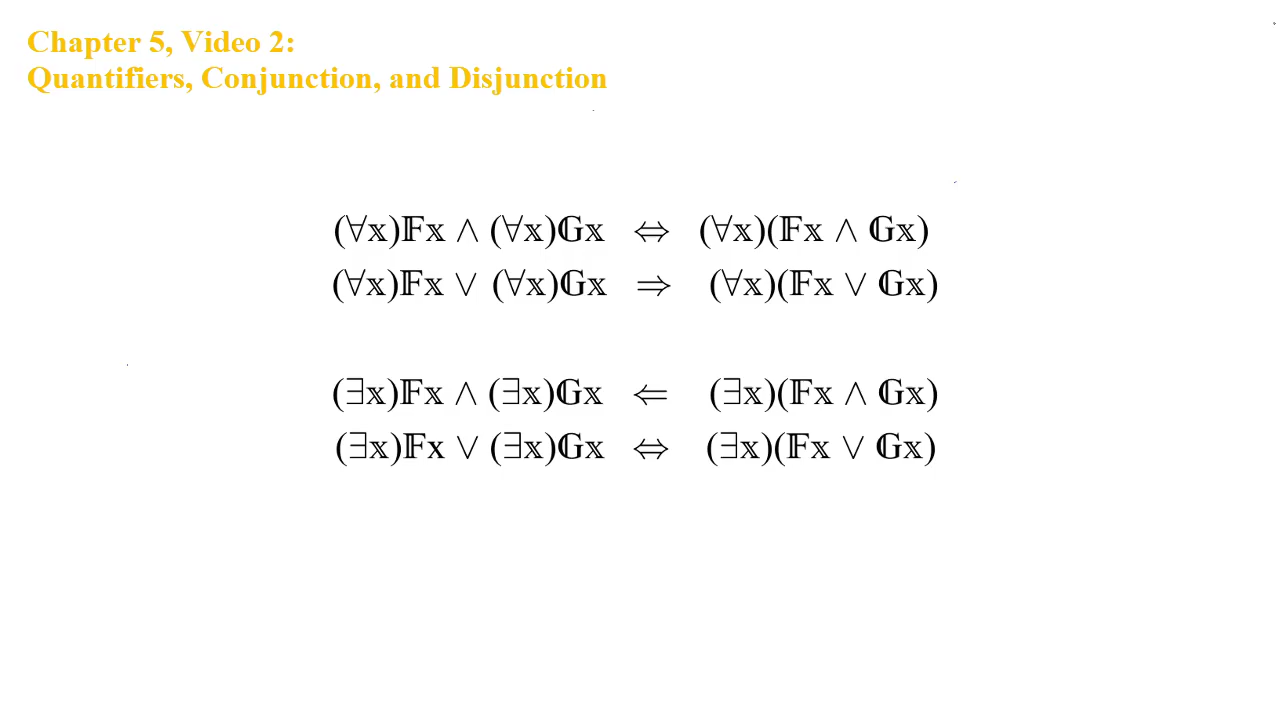 Chapter 5, Video 2:
Quantifiers, Conjunction, and Disjunction
(∀x)𝔽x ∧ (∀x)𝔾x ⇔ (∀x)(𝔽x ∧ 𝔾x)
(∀x)𝔽x ∨ (∀x)𝔾x ⇒ (∀x)(𝔽x ∨ 𝔾x)
(∃x)𝔽x ∧ (∃x)𝔾x ⇐ (∃x)(𝔽x ∧ 𝔾x)
(∃x)𝔽x ∨ (∃x)𝔾x ⇔ (∃x)(𝔽x ∨ 𝔾x)